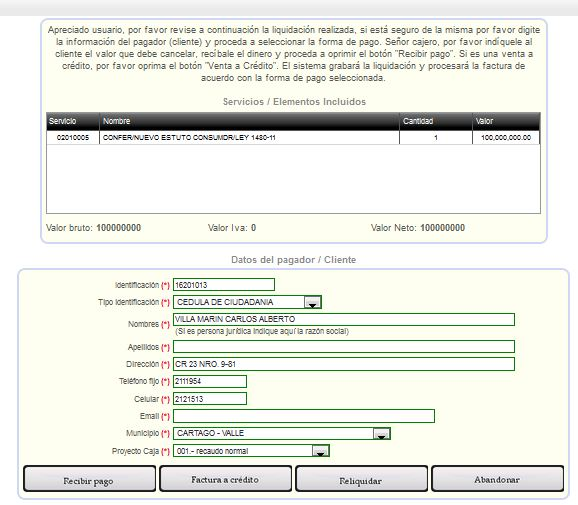 Apreciado usuario, por favor revise a continuación la liquidación realizada, si está seguro de la misma por favor digite
la información del pagador (cliente) y proceda a seleccionar la forma de pago. Señor cajero, por favor indíquele al
cliente el valor que debe cancelar, recíbale el dinero y proceda a oprimir el botón "Recibir pago". Si es una venta a
crédito, por favor oprima el botón "Venta a Crédito". El sistema grabará la liquidación y procesará la factura de
acuerdo con la forma de pago seleccionada.
Servicios / Elementos Incluidos
Servicio Nombre Cantidad Valor
02010005 CONFER/NUEVO ESTUTO CONSUMDR/LEY 1480-11 1 100,000,000.00
Valor bruto: 100000000 Valor Iva: 0 Valor Neto: 100000000
Datos del pagador / Cliente
Identificación (*) 16201013
Tipo Identificación (*) CEDULA DE CIUDADANIA
Nombres (*) VILLA MARIN CARLOS ALBERTO
(Si es persona jurídica indique aquí la razón social)
Apellidos (*)
Dirección (*) CR 23 NRO. 9-81
Teléfono fijo (*) 2111954
Celular (*) 2121513
Email (*)
Municipio (*) CARTAGO - VALLE
Proyecto Caja (*) 001.- recaudo normal
Recibir pago Factura a crédito Reliquidar Abandonar